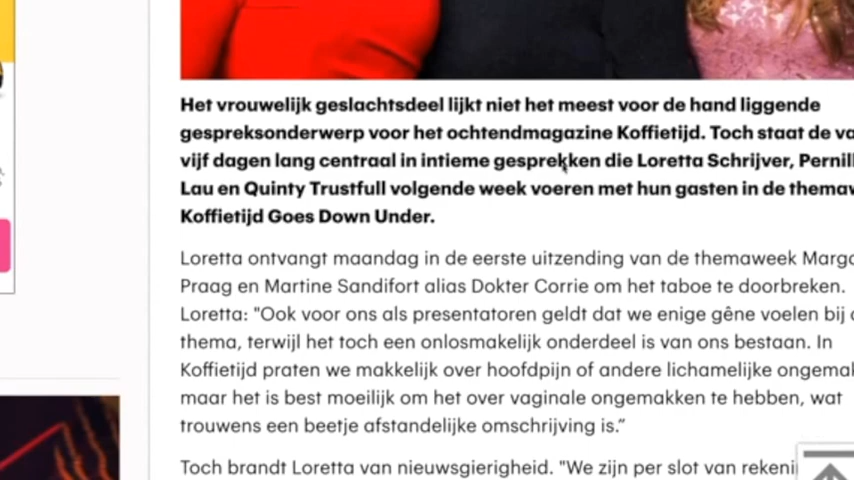 Het vrouwelijk geslachtsdeel lijkt niet het meest voor de hand liggende
gespreksonderwerp voor het ochtendmagazine Koffietijd. Toch staat de
vijf dagen lang centraal in intieme gesprekken die Loretta Schrijver,
Lau en Quinty Trustfull volgende week voeren met hun gasten in de
Koffietijd Goes Down Under.
Loretta ontvangt maandag in de eerste uitzending van de themaweek
Praag en Martine Sandifort alias Dokter Corrie om het taboe te doorbreken.
Loretta: "Ook voor ons als presentatoren geldt dat we enige gêne voelen bij
thema, terwijl het toch een onlosmakelijk onderdeel is van ons bestaan. In
Koffietijd praten we makkelijk over hoofdpijn of andere lichamelijke
maar het is best moeilijk om het over vaginale ongemakken te hebben, wat
trouwens een beetje afstandelijke omschrijving is.”
Toch brandt Loretta van nieuwsgierigheid. "We zijn per slot van